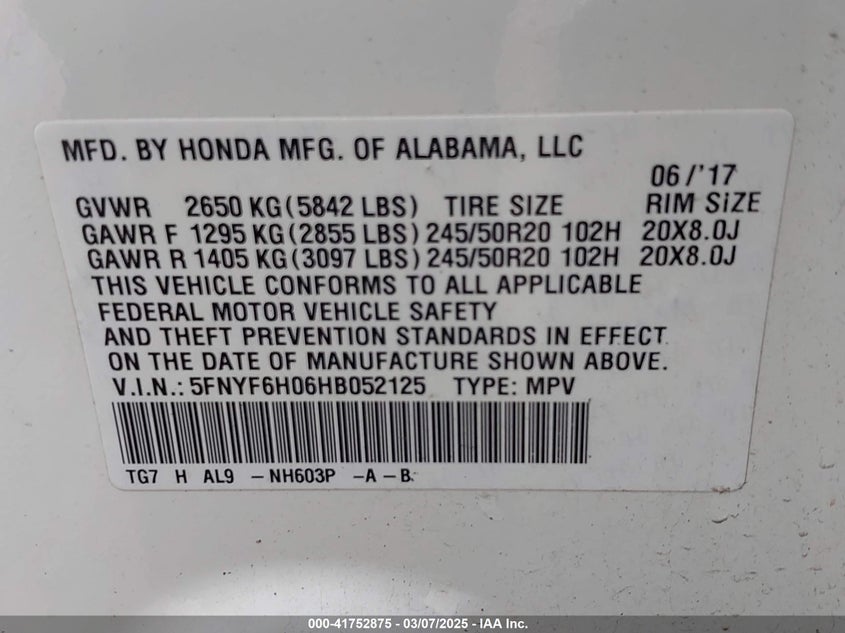 MFD. BY HONDA MFG. OF ALABAMA, LLC
06/'17
GVWR 2650 KG(5842 LBS) TIRE SIZE RIM SIZE
GAWR F 1295 KG(2855 LBS) 245/50R20 102H 20X8.0J
GAWR R 1405 KG(3097 LBS) 245/50R20 102H 20X8.0J
THIS VEHICLE CONFORMS TO ALL APPLICABLE
FEDERAL MOTOR VEHICLE SAFETY
AND THEFT PREVENTION STANDARDS IN EFFECT
ON THE DATE OF MANUFACTURE SHOWN ABOVE.
V.I.N.: 5FNYF6H06HB052125 TYPE: MPV
TG7 H AL9 -NH603P -A -B
000-41752875 - 03/07/2025 - IAA Inc.